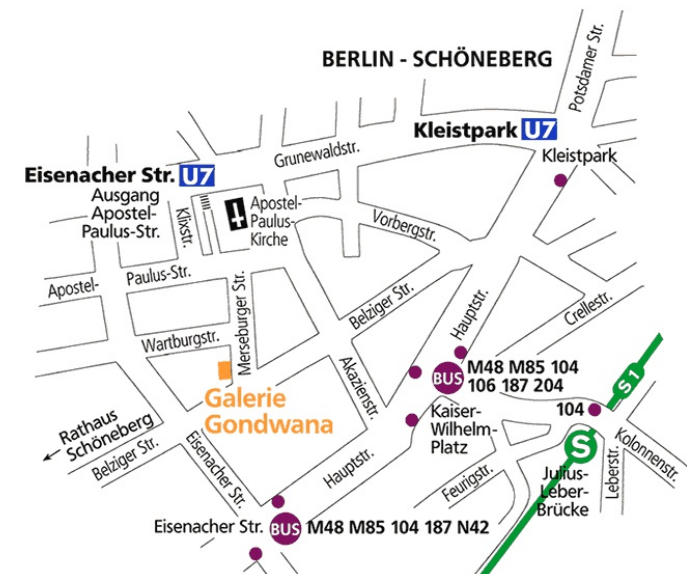 BERLIN - SCHÖNEBERG
Potsdamer Str.
Kleistpark U7
Kleistpark
Grunewaldstr.
Eisenacher Str. U7
Ausgang
Apostel-
Paulus-Str.
Klixstr.
Apostel-
Paulus-
Kirche
Vorbergstr.
Apostel-
Paulus-Str.
Merseburger Str.
Belziger Str.
Hauptstr.
Crellestr.
Wartburgstr.
Akazienstr.
BUS
M48 M85 104
106 187 204
Galerie
Gondwana
Kaiser-
Wilhelm-
Platz
104
S 1
Rathaus
Schöneberg
Belziger Str.
Eisenacher Str.
Hauptstr.
Feurigstr.
S
Julius-
Leber-
Brücke
Leberstr.
Kolonnenstr.
Eisenacher Str.
BUS
M48 M85 104 187 N42